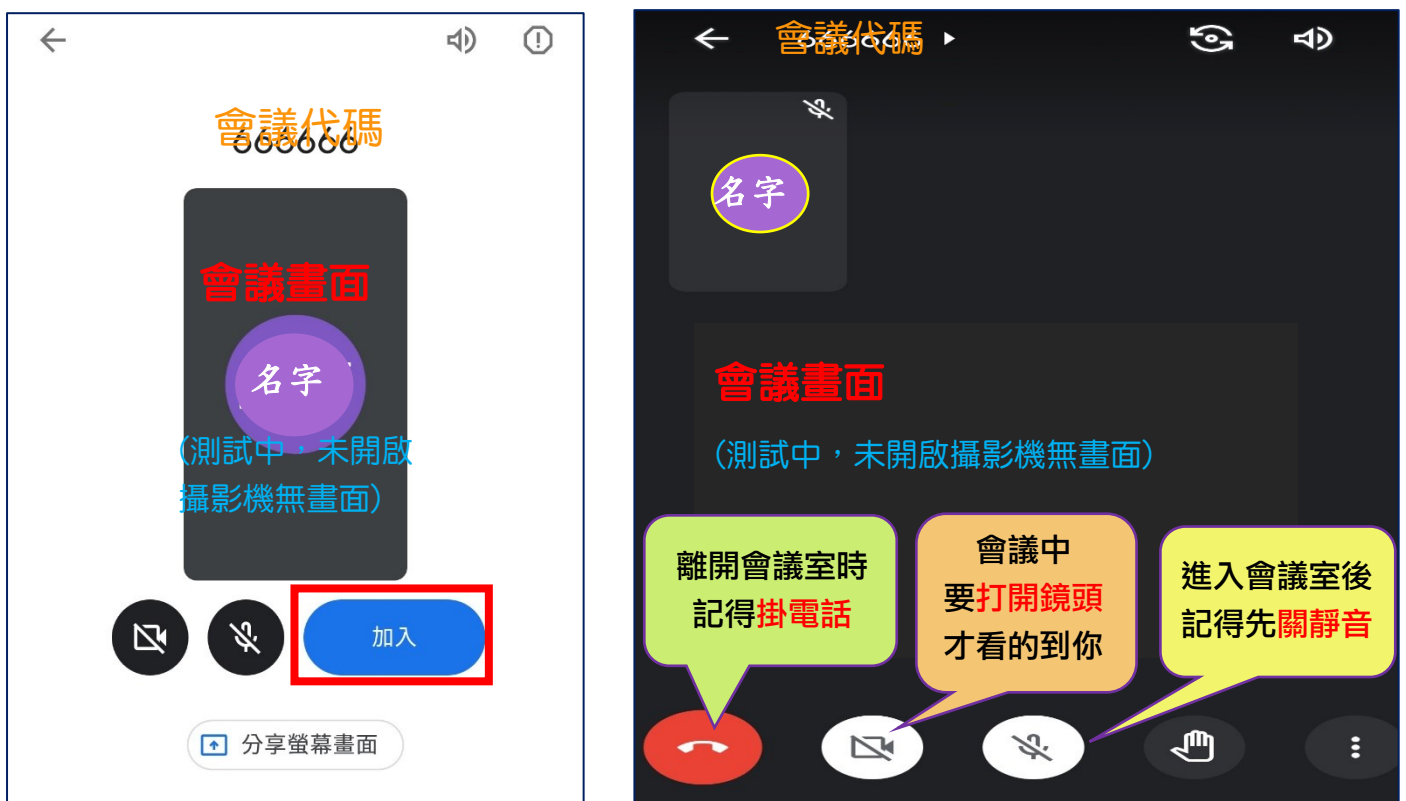 會議代碼
666666
會議畫面
名字
(測試中,未開啟
攝影機無畫面)
加入
分享螢幕畫面
會議代碼
666666
名字
會議畫面
(測試中,未開啟攝影機無畫面)
離開會議室時
記得掛電話
會議中
要打開鏡頭
才看的到你
進入會議室後
記得先關靜音